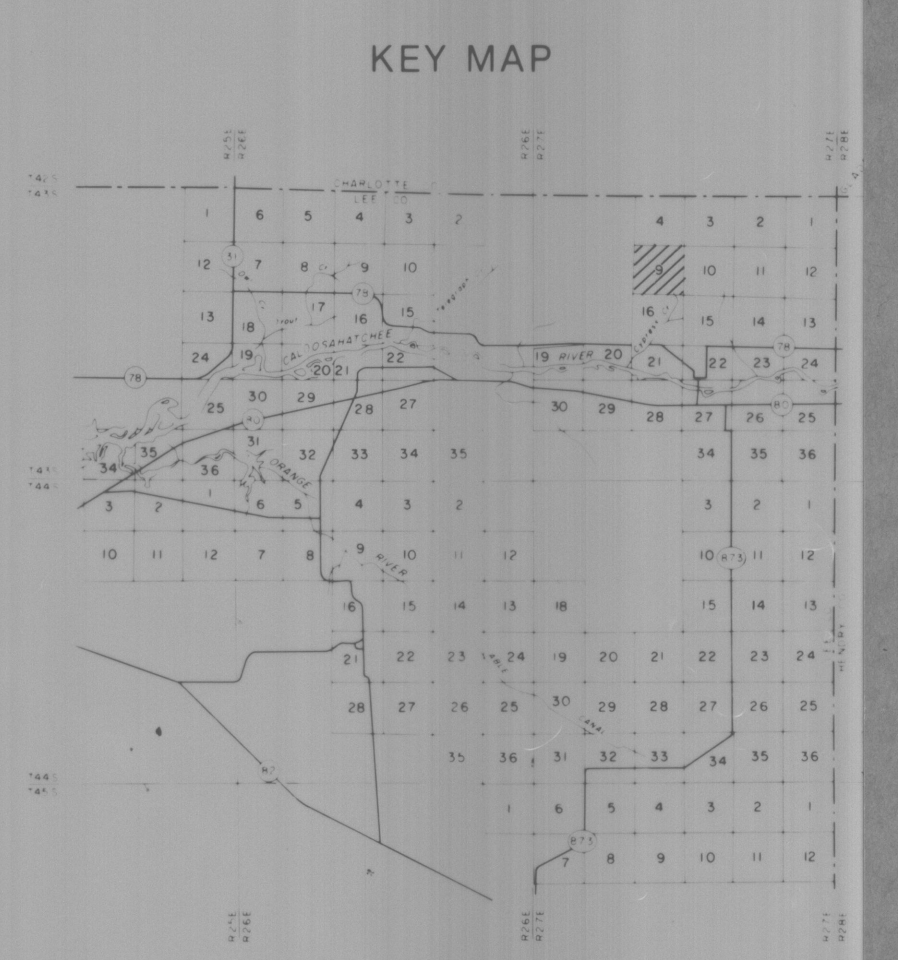 KEY MAP
R25E R26E R26E R27E R27E R28E
T42S
T43S
CHARLOTTE
LEE CO
1 6 5 4 3 2 4 3 2 1
31
12 7 8 9 10 9 10 11 12
78
13 18 17 16 15 16 15 14 13
CALOOSAHATCHEE
78
24 19 20 21 22 19 RIVER 20 21 22 23 24
78
25 30 29 28 27 30 29 28 27 26 25
80 80
31
34 35 36 32 33 34 35 34 35 36
ORANGE
T43S
T44S
3 2 1 6 5 4 3 2 3 2 1
10 11 12 7 8 9 10 11 12 10 873 11 12
RIVER
16 15 14 13 18 15 14 13
21 22 23 24 19 20 21 22 23 24
28 27 26 25 30 29 28 27 26 25
CANAL
35 36 31 32 33 34 35 36
82
T44S
T45S
1 6 5 4 3 2 1
873
7 8 9 10 11 12
R26E R26E R27E R27E R28E